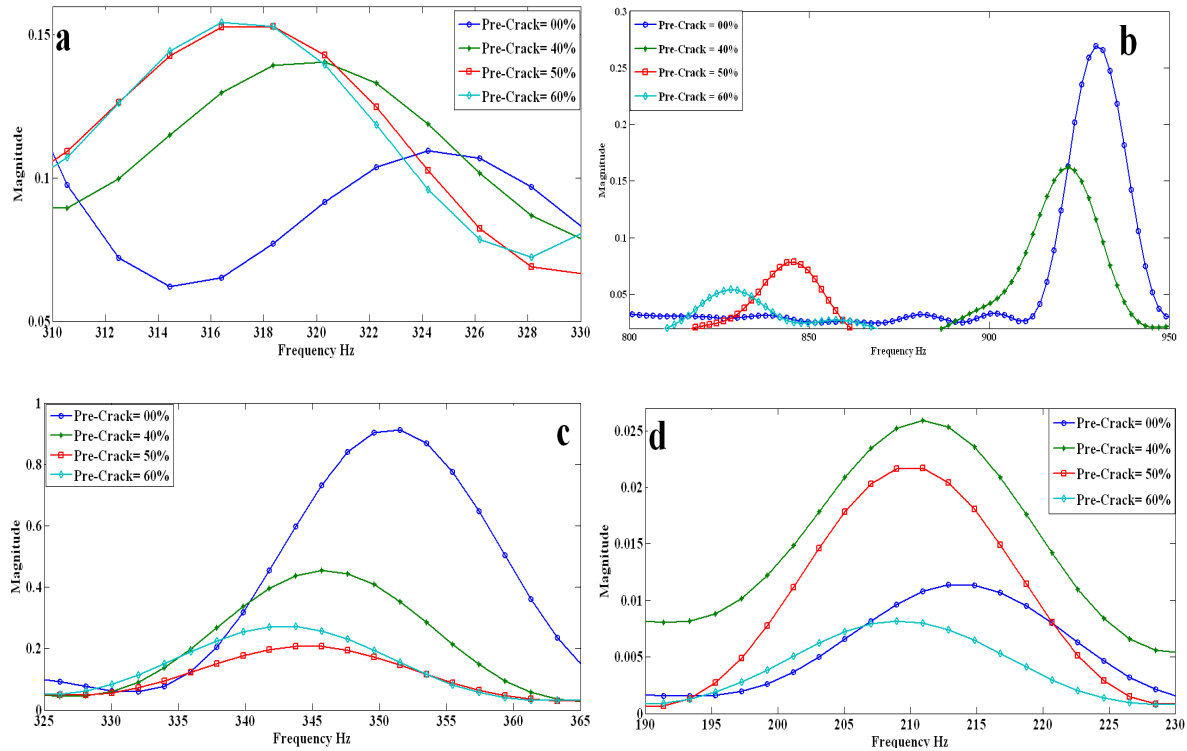 a
0.15
0.1
0.05
Magnitude
310 312 314 316 318 320 322 324 326 328 330
Frequency Hz
Pre-Crack= 00%
Pre-Crack= 40%
Pre-Crack= 50%
Pre-Crack= 60%
b
0.3
0.25
0.2
0.15
0.1
0.05
Magnitude
800 850 900 950
Frequency Hz
Pre-Crack = 00%
Pre-Crack = 40%
Pre-Crack = 50%
Pre-Crack = 60%
c
1
0.8
0.6
0.4
0.2
0
Magnitude
325 330 335 340 345 350 355 360 365
Frequency Hz
Pre-Crack= 00%
Pre-Crack= 40%
Pre-Crack= 50%
Pre-Crack= 60%
d
0.025
0.02
0.015
0.01
0.005
0
Magnitude
190 195 200 205 210 215 220 225 230
Frequency Hz
Pre-Crack= 00%
Pre-Crack= 40%
Pre-Crack= 50%
Pre-Crack= 60%